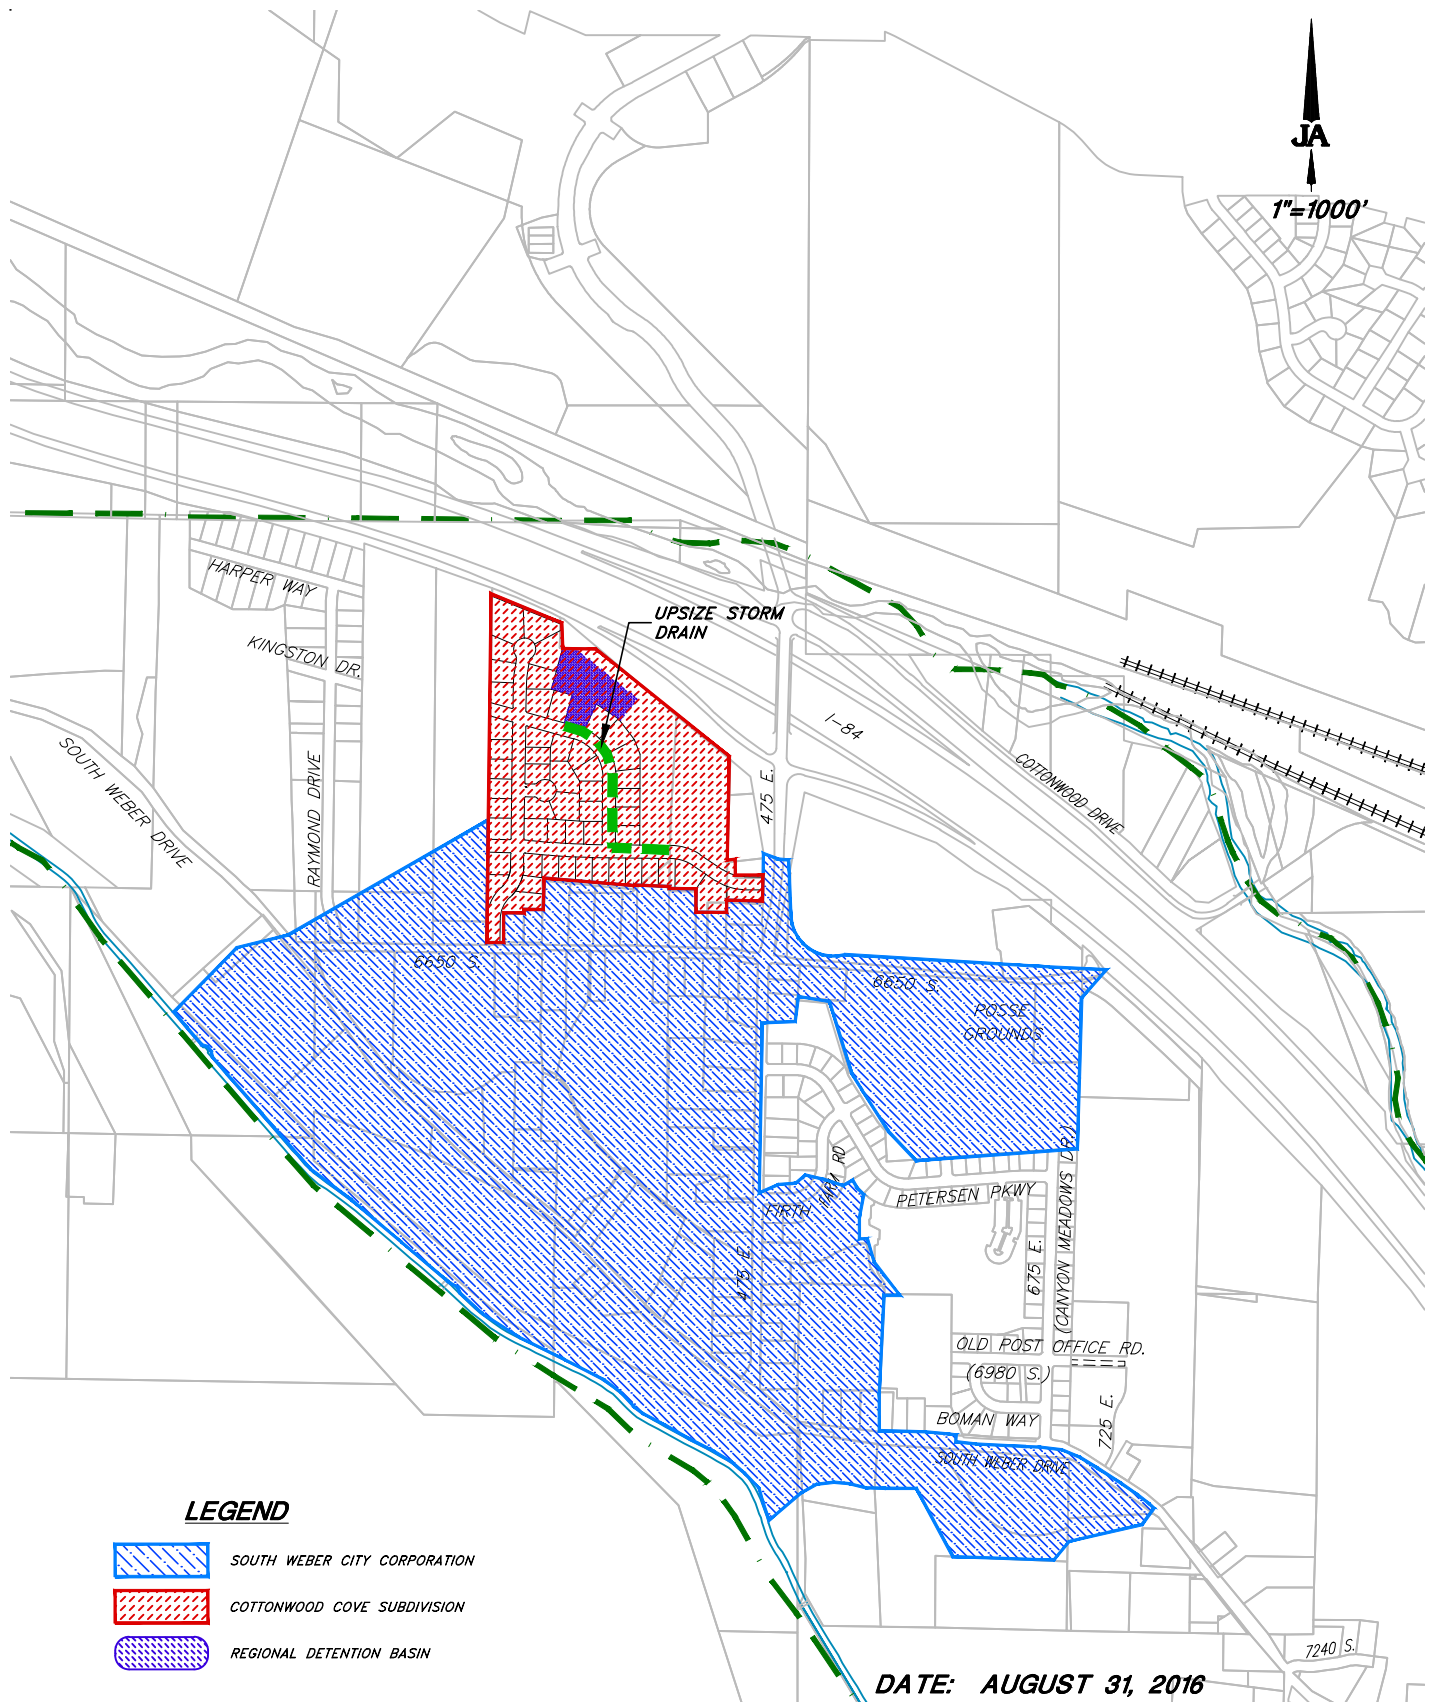 JA
1"=1000'
HARPER WAY
UPSIZE STORM
DRAIN
KINGSTON DR.
I-84
SOUTH WEBER DRIVE
RAYMOND DRIVE
475 E.
COTTONWOOD DRIVE
6650 S.
6650 S.
POSSE
GROUNDS
FIRTH FARM RD
PETERSEN PKWY
(CANYON MEADOWS DR.)
475 E.
675 E.
OLD POST OFFICE RD.
(6980 S.)
BOMAN WAY
725 E.
SOUTH WEBER DRIVE
LEGEND
SOUTH WEBER CITY CORPORATION
COTTONWOOD COVE SUBDIVISION
REGIONAL DETENTION BASIN
7240 S.
DATE: AUGUST 31, 2016